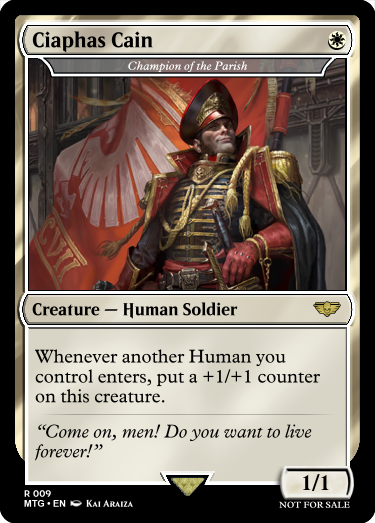 Ciaphas Cain
Champion of the Parish
Creature — Human Soldier
Whenever another Human you
control enters, put a +1/+1 counter
on this creature.
“Come on, men! Do you want to live
forever!”
1/1
R 009
MTG • EN Kai Araiza
NOT FOR SALE